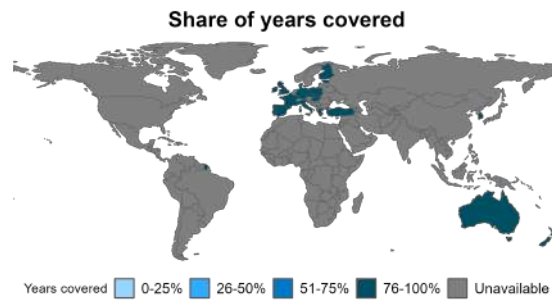 Share of years covered
Years covered 0-25% 26-50% 51-75% 76-100% Unavailable